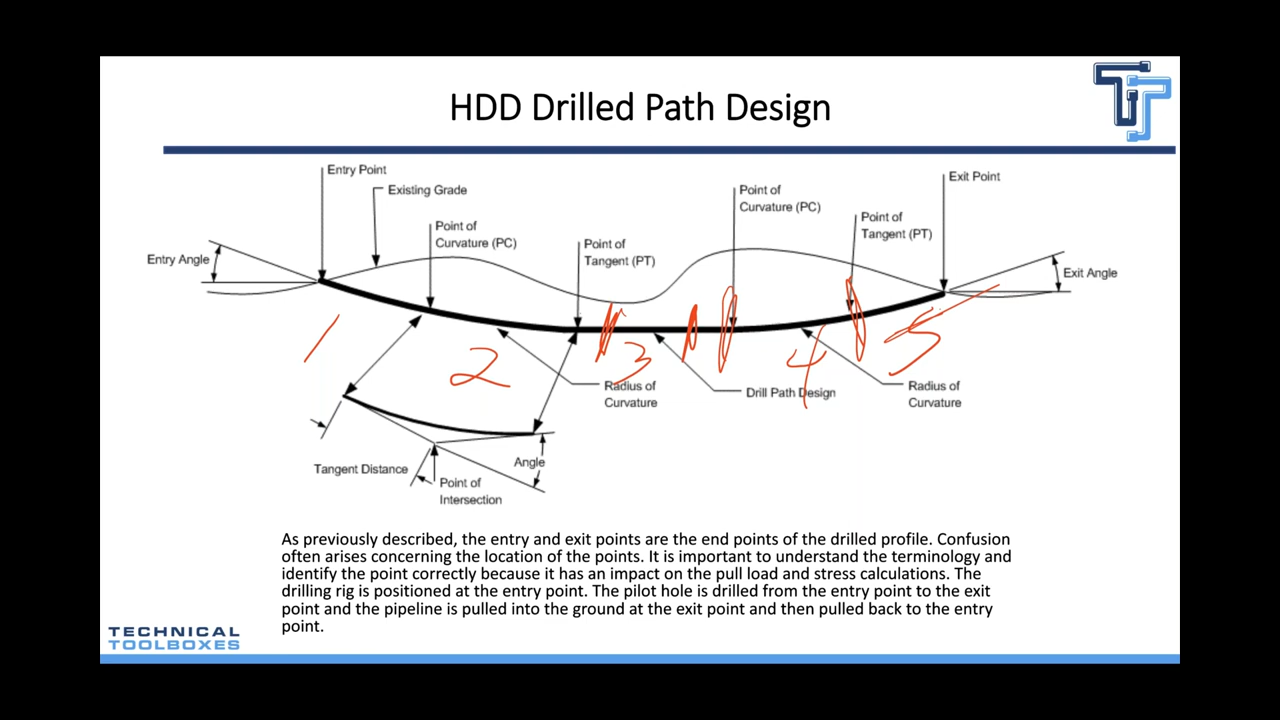 HDD Drilled Path Design
Entry Point
Existing Grade
Point of
Curvature (PC)
Point of
Tangent (PT)
Point of
Curvature (PC)
Point of
Tangent (PT)
Exit Point
Entry Angle
Exit Angle
1
2
3
4
5
Radius of
Curvature
Drill Path Design
Radius of
Curvature
Tangent Distance
Point of
Intersection
Angle
As previously described, the entry and exit points are the end points of the drilled profile. Confusion
often arises concerning the location of the points. It is important to understand the terminology and
identify the point correctly because it has an impact on the pull load and stress calculations. The
drilling rig is positioned at the entry point. The pilot hole is drilled from the entry point to the exit
point and the pipeline is pulled into the ground at the exit point and then pulled back to the entry
point.
TECHNICAL
TOOLBOXES